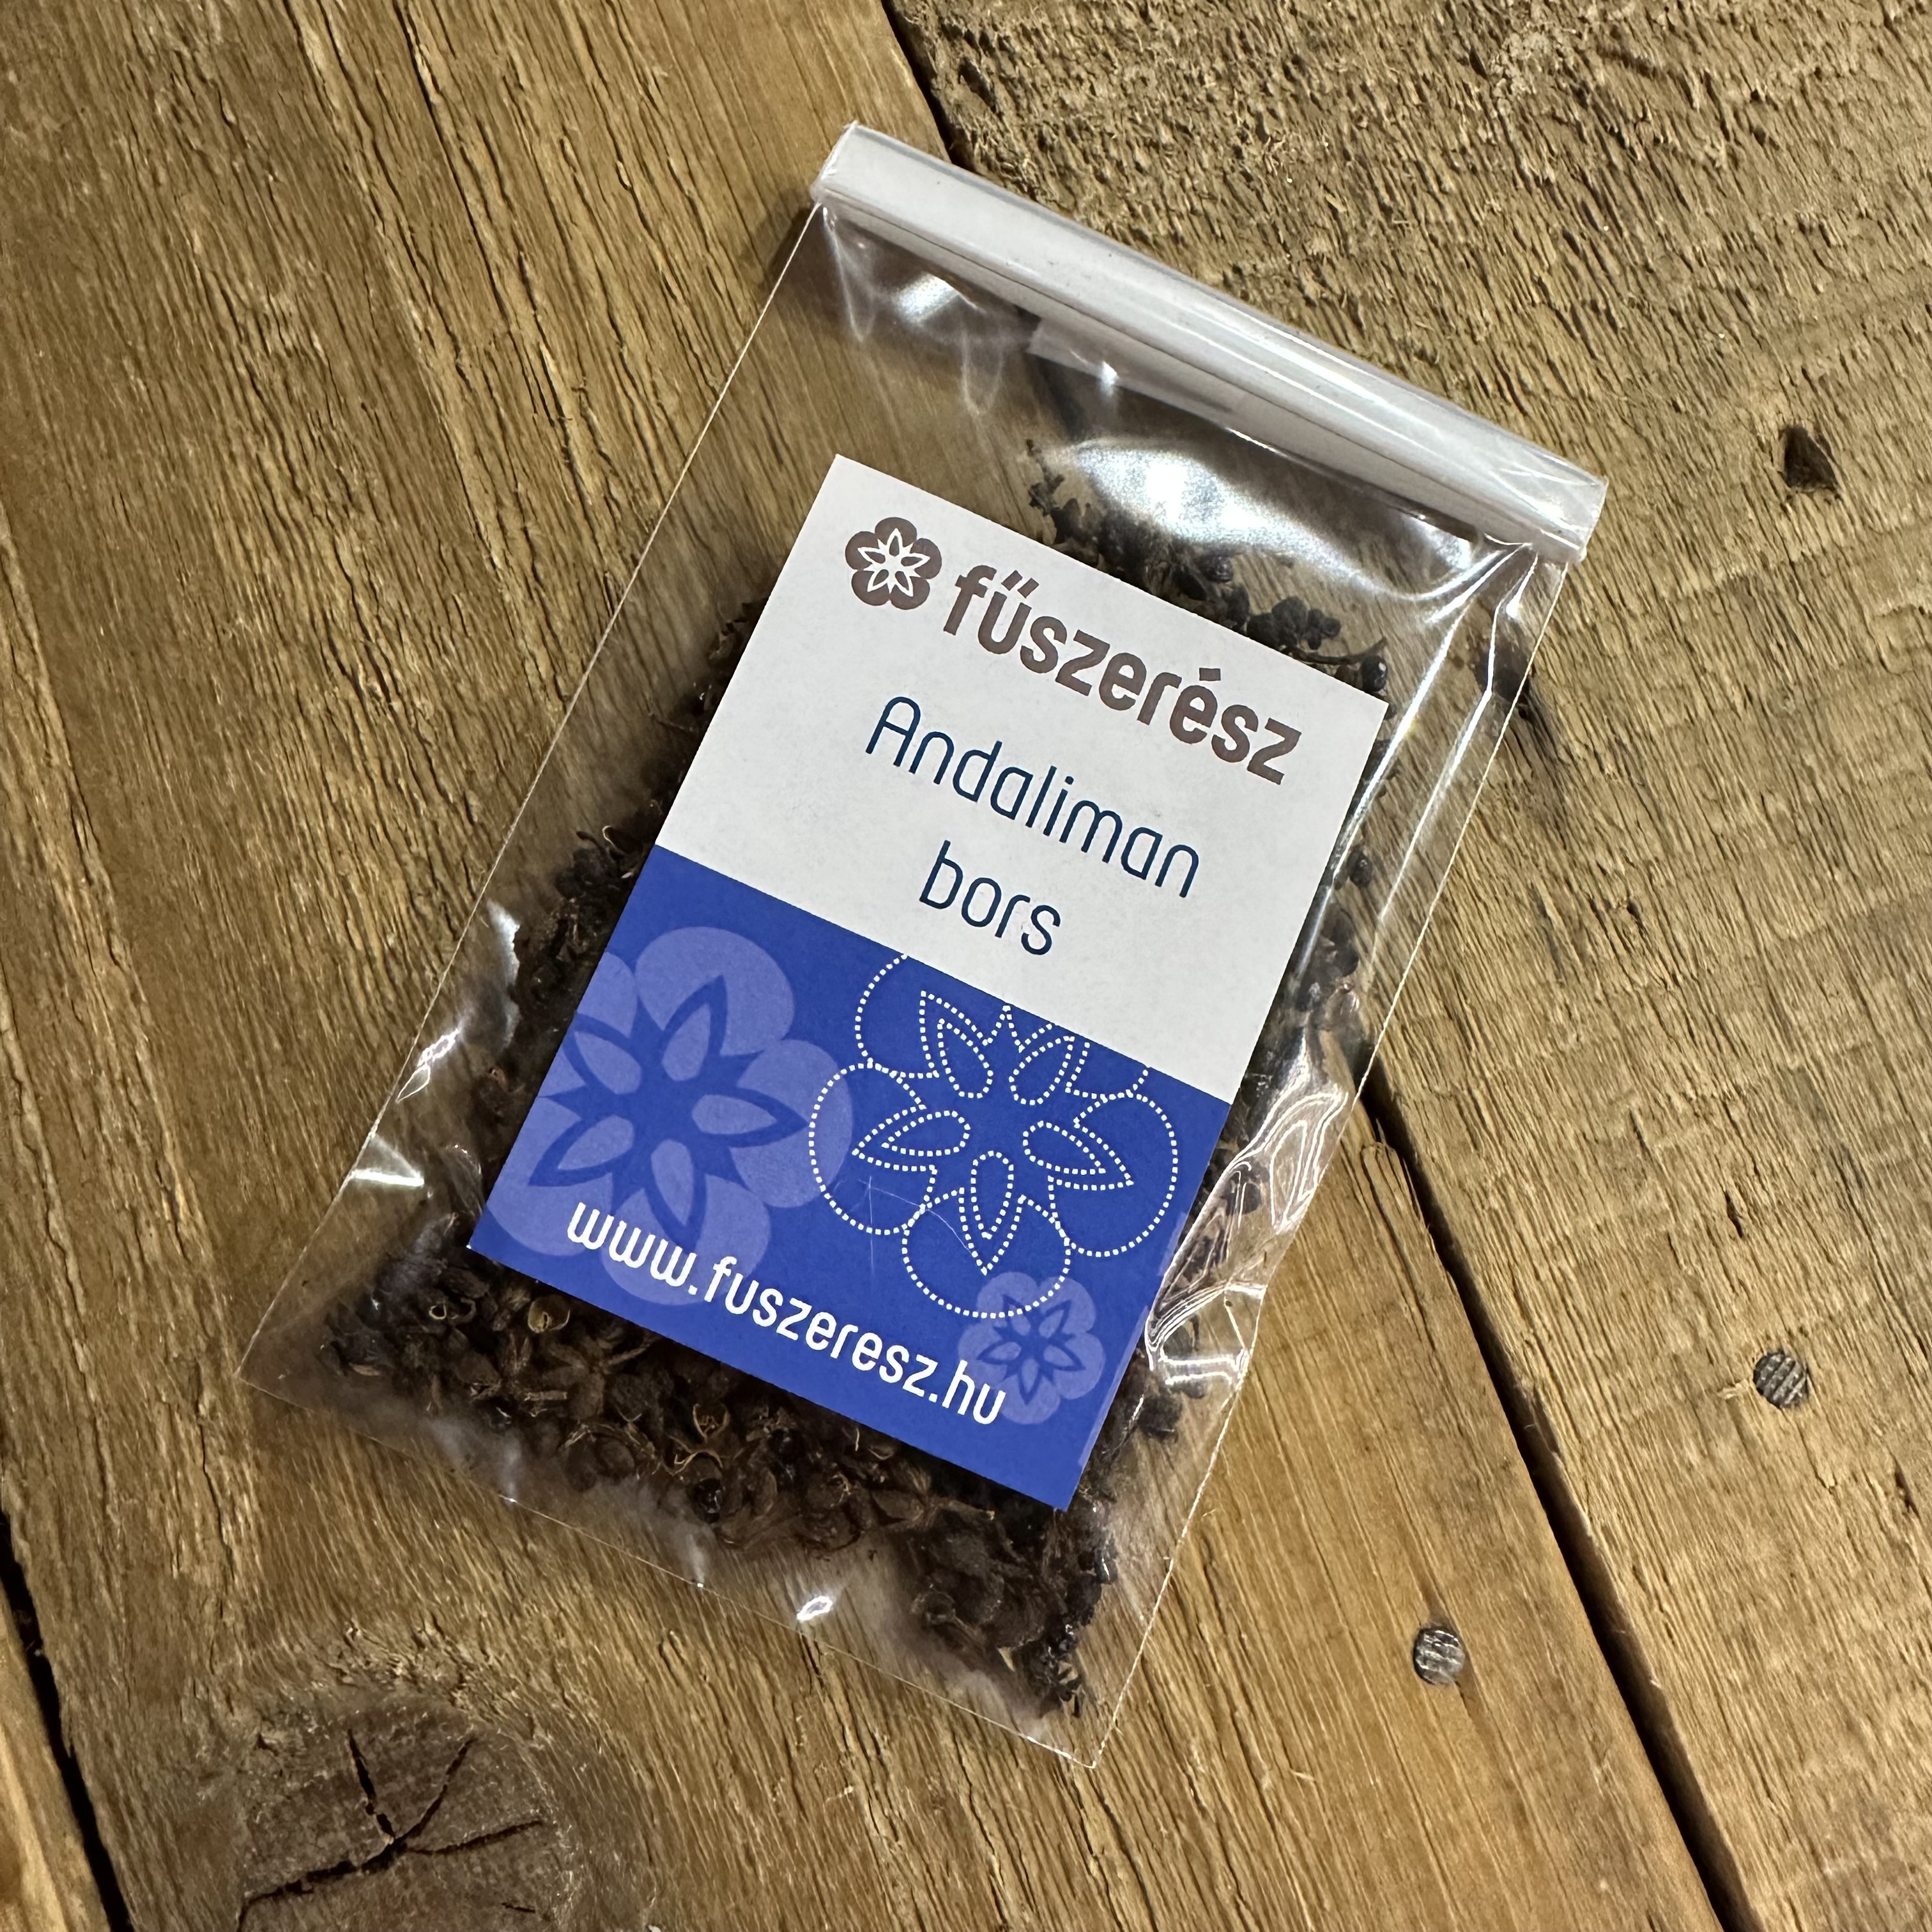 fűszerész
Andaliman
bors
www.fuszeresz.hu